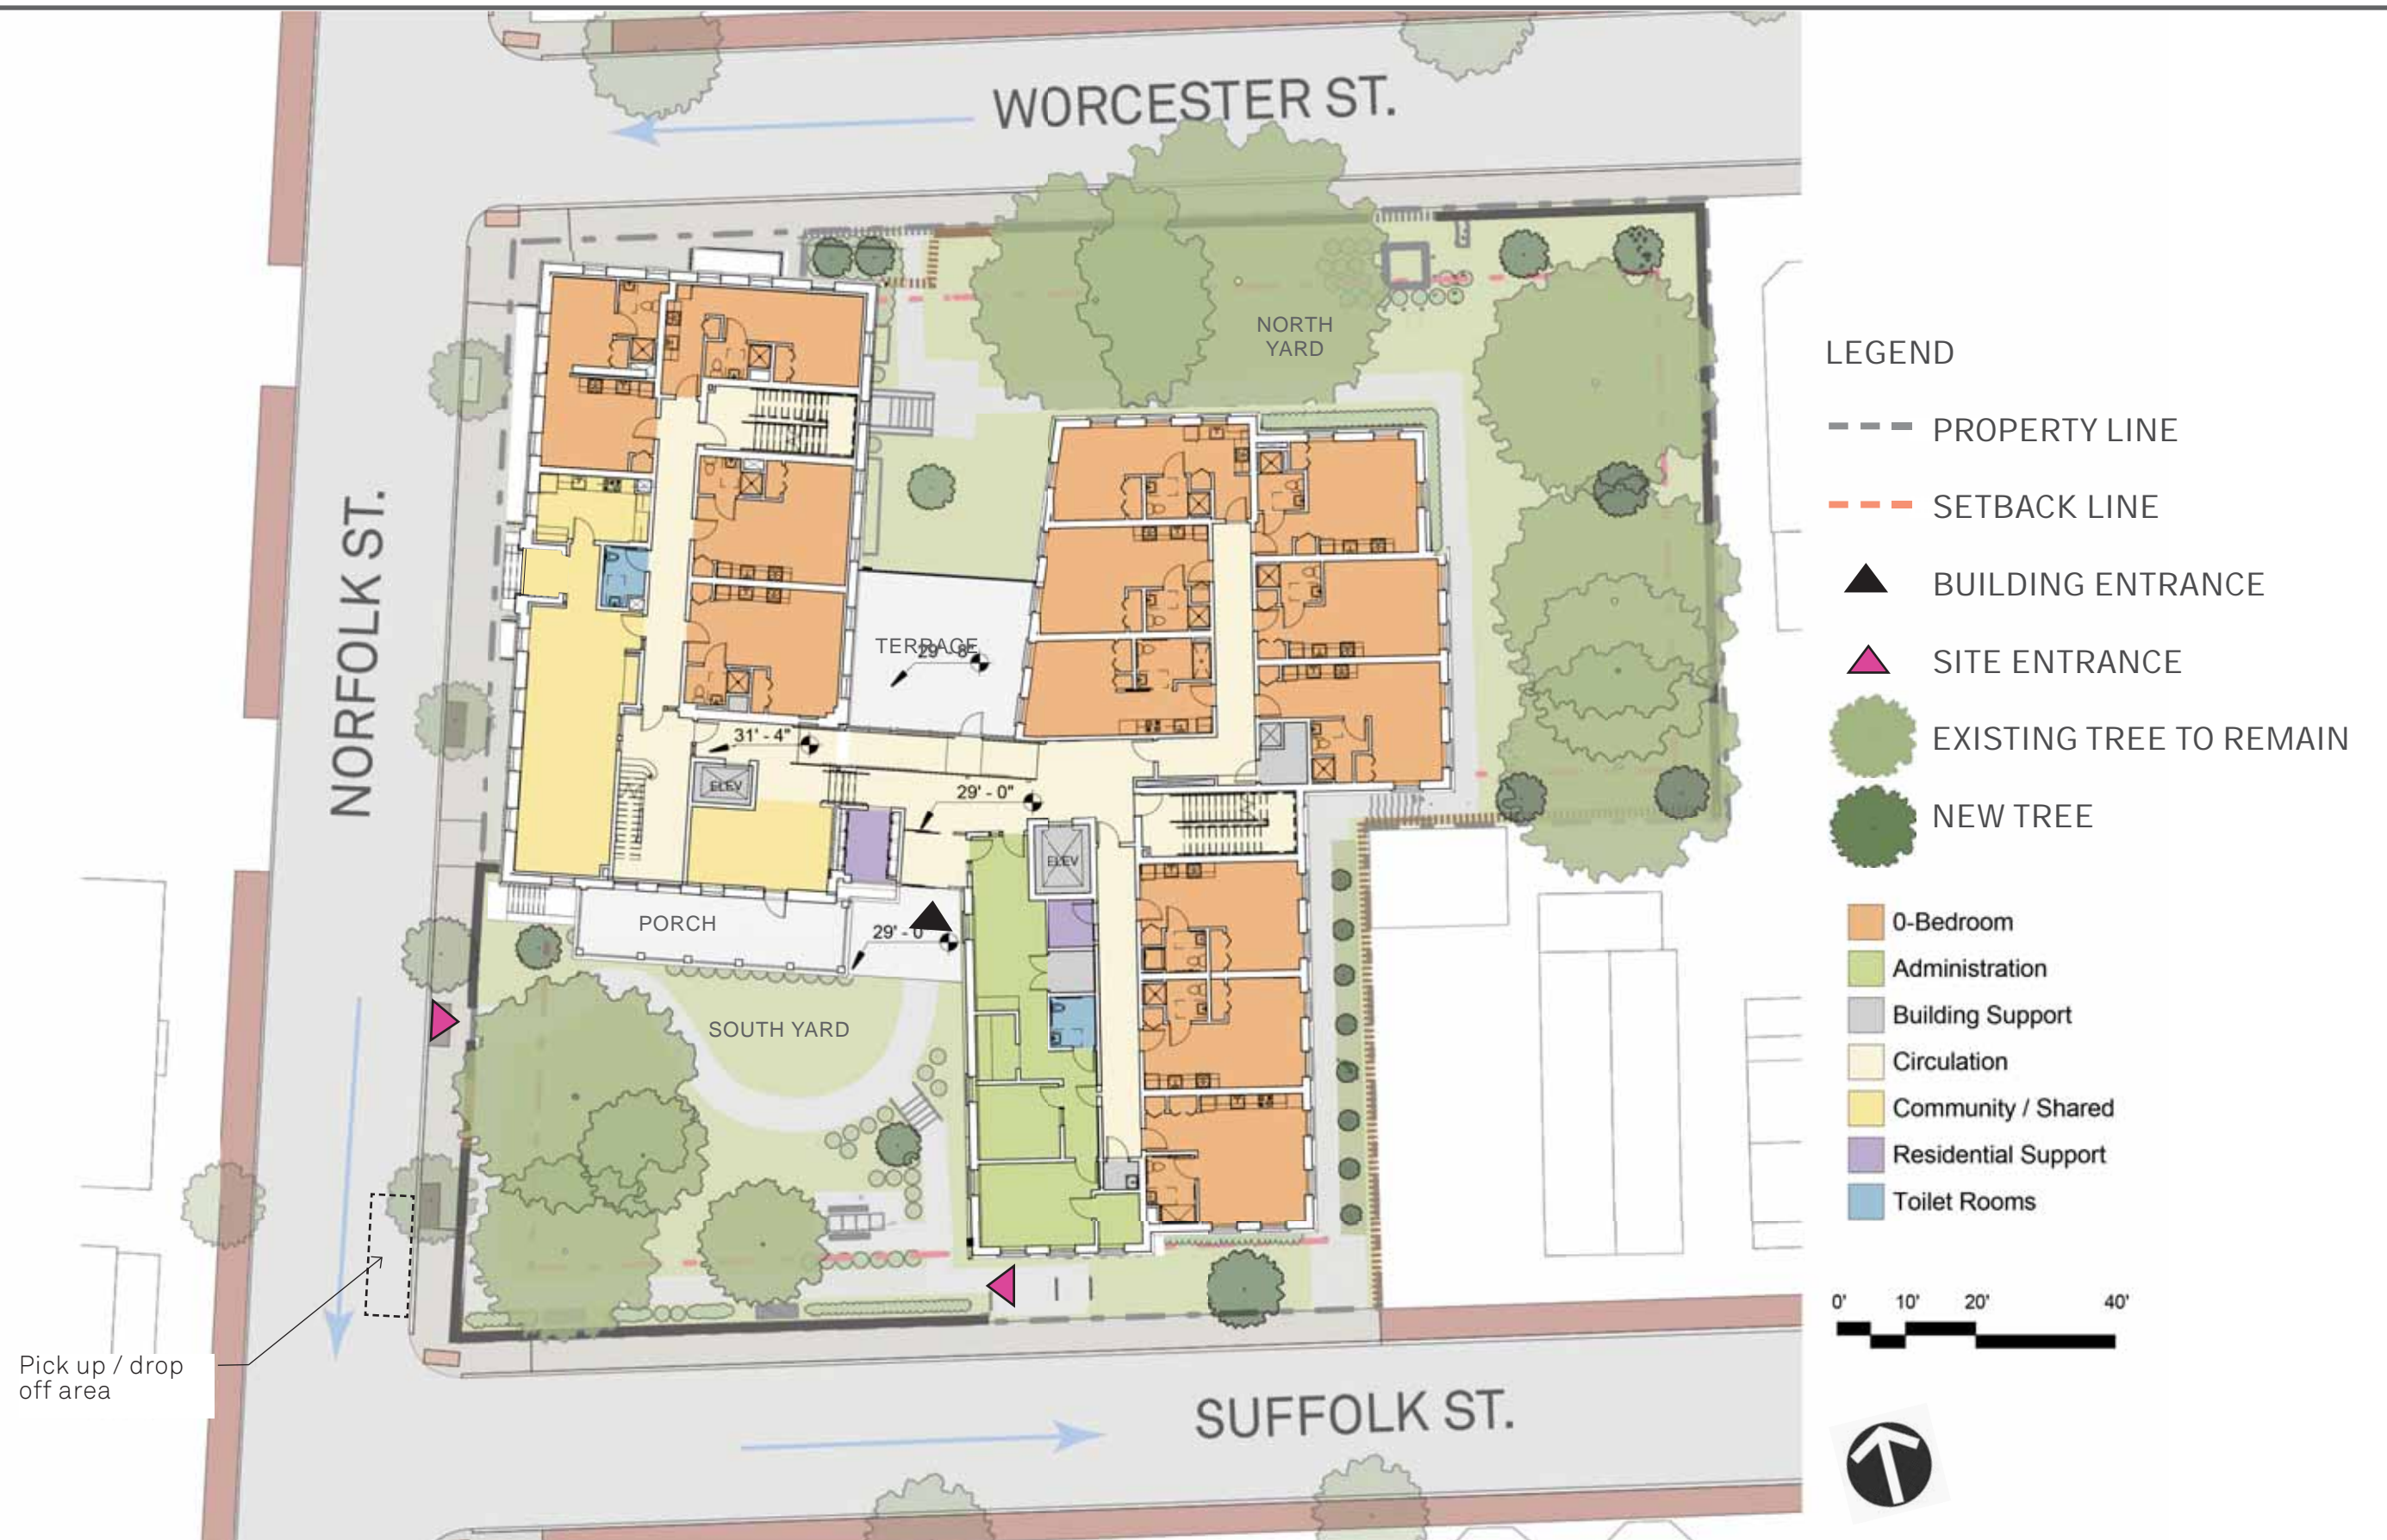 WORCESTER ST.
NORTH
YARD
NORFOLK ST.
TERRACE
29' - 8"
31' - 4"
ELEV
29' - 0"
ELEV
PORCH
29' - 0
SOUTH YARD
Pick up / drop
off area
SUFFOLK ST.
LEGEND
PROPERTY LINE
SETBACK LINE
BUILDING ENTRANCE
SITE ENTRANCE
EXISTING TREE TO REMAIN
NEW TREE
0-Bedroom
Administration
Building Support
Circulation
Community / Shared
Residential Support
Toilet Rooms
0' 10' 20' 40'